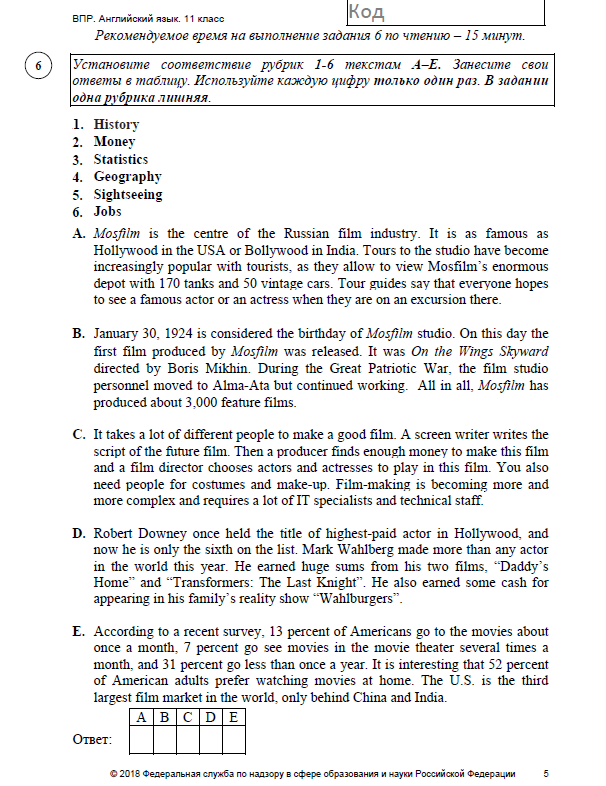 Код
ВПР. Английский язык. 11 класс
Рекомендуемое время на выполнение задания 6 по чтению – 15 минут.
6
Установите соответствие рубрик 1-6 текстам A–E. Занесите свои
ответы в таблицу. Используйте каждую цифру только один раз. В задании
одна рубрика лишняя.
1. History
2. Money
3. Statistics
4. Geography
5. Sightseeing
6. Jobs
A. Mosfilm is the centre of the Russian film industry. It is as famous as
Hollywood in the USA or Bollywood in India. Tours to the studio have become
increasingly popular with tourists, as they allow to view Mosfilm's enormous
depot with 170 tanks and 50 vintage cars. Tour guides say that everyone hopes
to see a famous actor or an actress when they are on an excursion there.
B. January 30, 1924 is considered the birthday of Mosfilm studio. On this day the
first film produced by Mosfilm was released. It was On the Wings Skyward
directed by Boris Mikhin. During the Great Patriotic War, the film studio
personnel moved to Alma-Ata but continued working. All in all, Mosfilm has
produced about 3,000 feature films.
C. It takes a lot of different people to make a good film. A screen writer writes the
script of the future film. Then a producer finds enough money to make this film
and a film director chooses actors and actresses to play in this film. You also
need people for costumes and make-up. Film-making is becoming more and
more complex and requires a lot of IT specialists and technical staff.
D. Robert Downey once held the title of highest-paid actor in Hollywood, and
now he is only the sixth on the list. Mark Wahlberg made more than any actor
in the world this year. He earned huge sums from his two films, “Daddy's
Home” and “Transformers: The Last Knight”. He also earned some cash for
appearing in his family's reality show “Wahlburgers”.
E. According to a recent survey, 13 percent of Americans go to the movies about
once a month, 7 percent go see movies in the movie theater several times a
month, and 31 percent go less than once a year. It is interesting that 52 percent
of American adults prefer watching movies at home. The U.S. is the third
largest film market in the world, only behind China and India.
A B C D E
Ответ:
© 2018 Федеральная служба по надзору в сфере образования и науки Российской Федерации 5